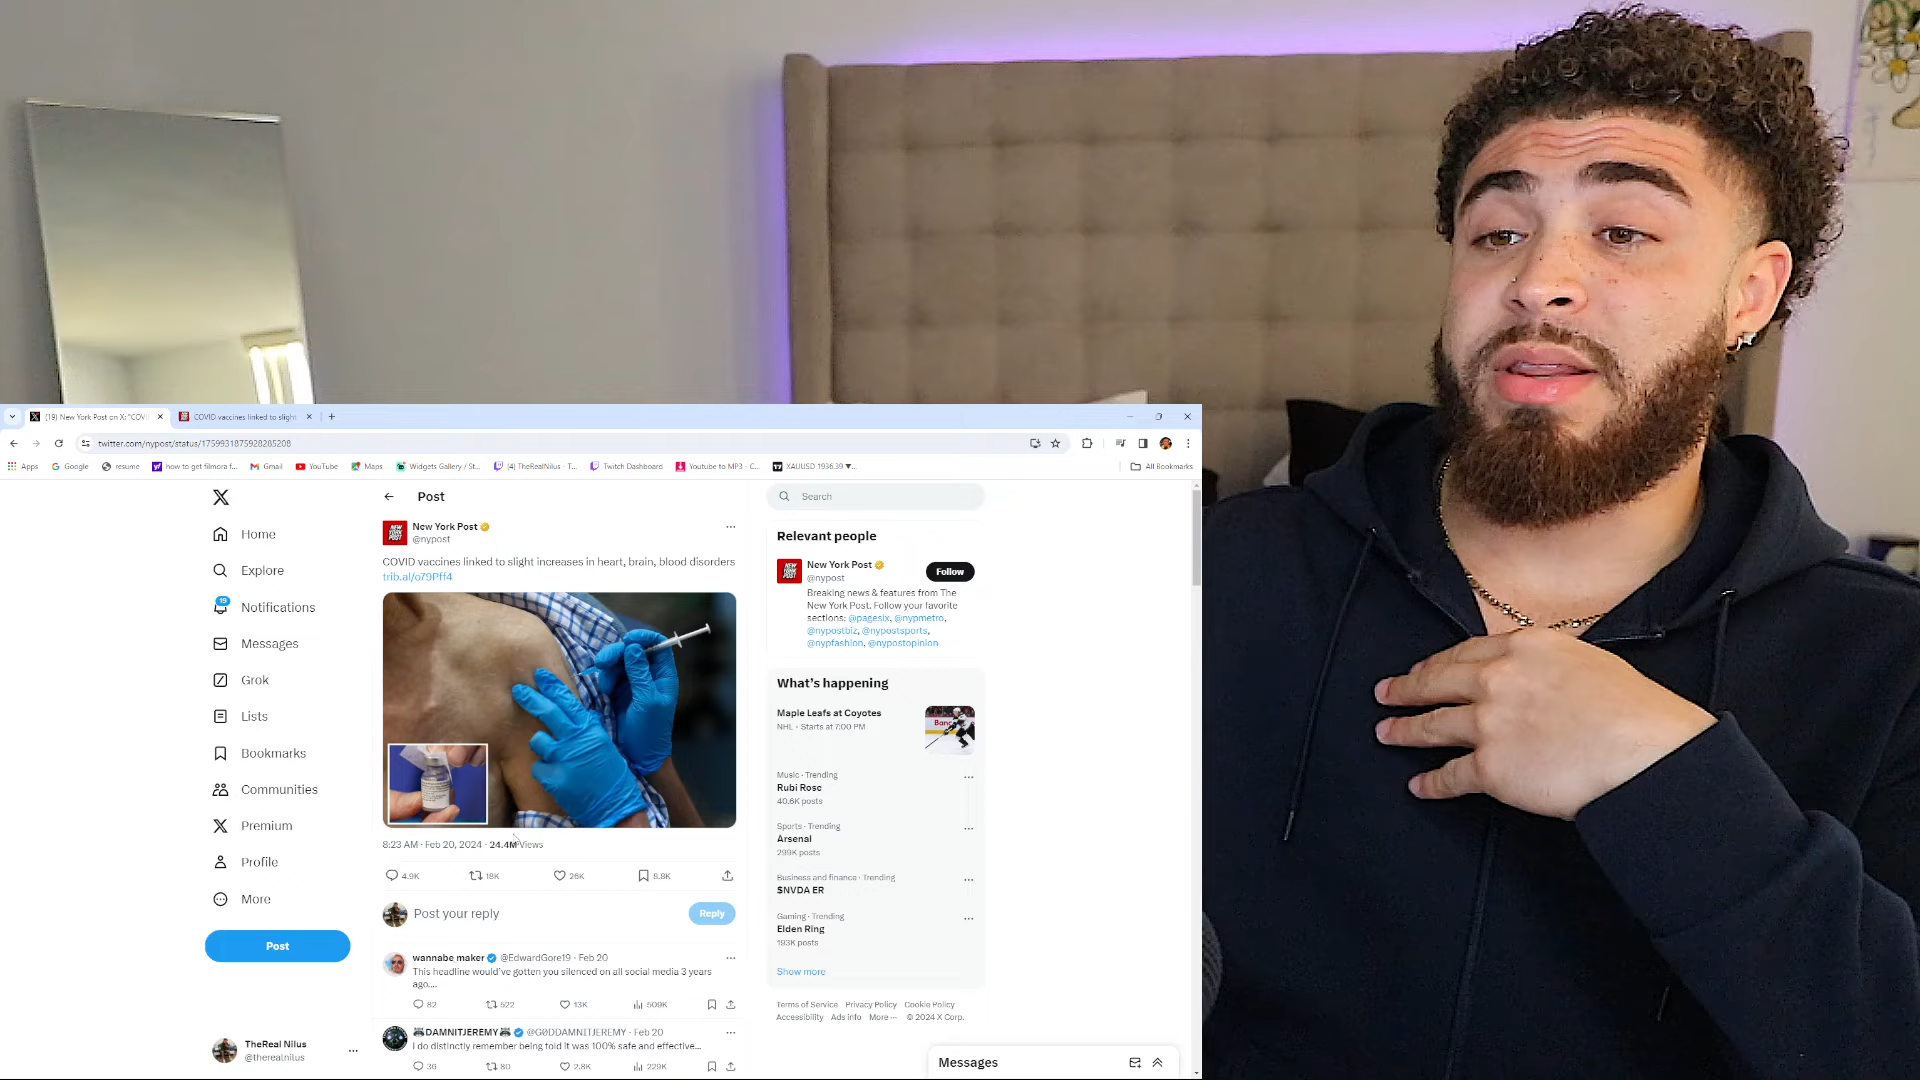 (19) New York Post on X: "COVI
COVID vaccines linked to slight
twitter.com/nypost/status/1759931875928285208
Apps
Google
resume
how to get filmora f...
Gmail
YouTube
Maps
Widgets Gallery / St...
(4) TheRealNilus - T...
Twitch Dashboard
Youtube to MP3 - C...
XAUUSD 1936.39 ▼...
All Bookmarks
Home
Explore
19
Notifications
Messages
Grok
Lists
Bookmarks
Communities
Premium
Profile
More
Post
TheReal Nilus
@therealnilus
Post
NEW YORK POST
New York Post
@nypost
COVID vaccines linked to slight increases in heart, brain, blood disorders
trib.al/o79Pff4
8:23 AM · Feb 20, 2024 · 24.4M Views
4.9K 18K 26K 8.8K
Post your reply
Reply
wannabe maker @EdwardGore19 · Feb 20
This headline would've gotten you silenced on all social media 3 years
ago....
82 522 13K 509K
DAMNITJEREMY @G0DDAMNITJEREMY · Feb 20
I do distinctly remember being told it was 100% safe and effective...
36 80 2.8K 229K
Search
Relevant people
NEW YORK POST
New York Post
@nypost
Follow
Breaking news & features from The
New York Post. Follow your favorite
sections: @pagesix, @nypmetro,
@nypostbiz, @nypostsports,
@nypfashion, @nypostopinion
What's happening
Maple Leafs at Coyotes
NHL · Starts at 7:00 PM
Music · Trending
Rubi Rose
40.6K posts
Sports · Trending
Arsenal
299K posts
Business and finance · Trending
$NVDA ER
Gaming · Trending
Elden Ring
193K posts
Show more
Terms of Service Privacy Policy Cookie Policy
Accessibility Ads info More ... © 2024 X Corp.
Messages